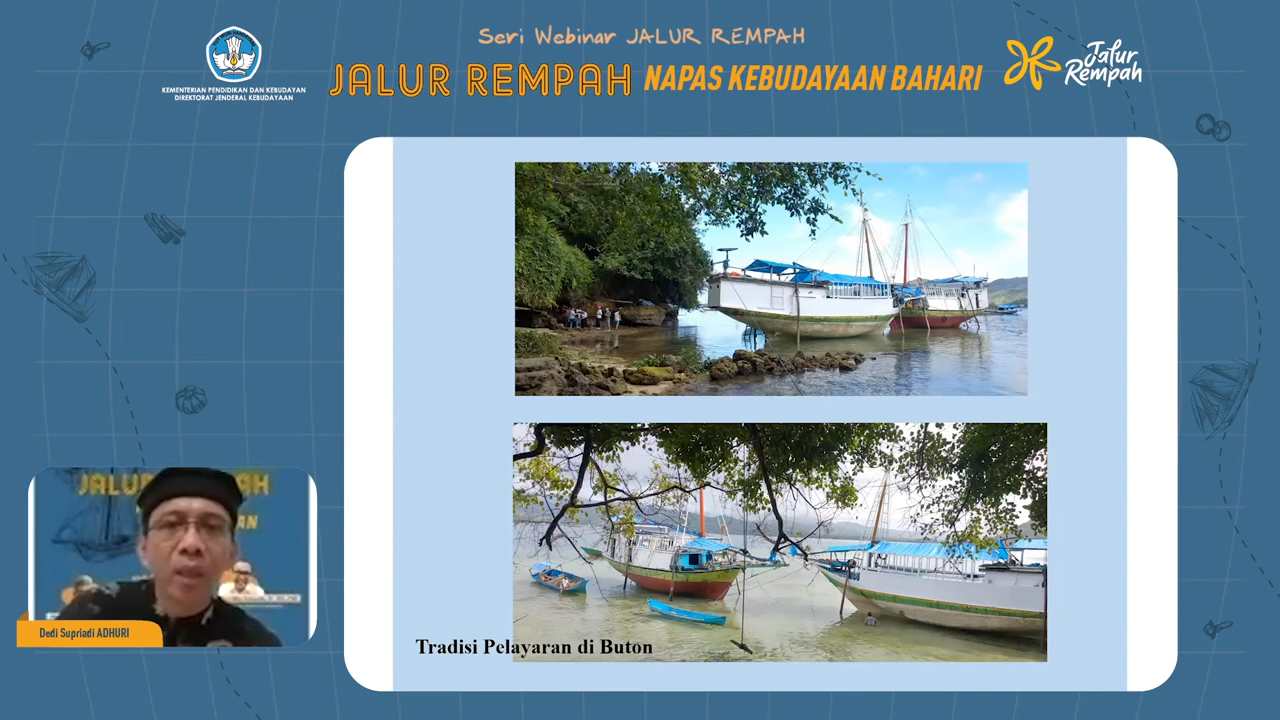 Seri Webinar JALUR REMPAH
JALUR REMPAH NAPAS KEBUDAYAAN BAHARI
KEMENTERIAN PENDIDIKAN DAN KEBUDAYAN
DIREKTORAT JENDERAL KEBUDAYAAN
Jalur
Rempah
Tradisi Pelayaran di Buton
Dedi Supriadi ADHURI